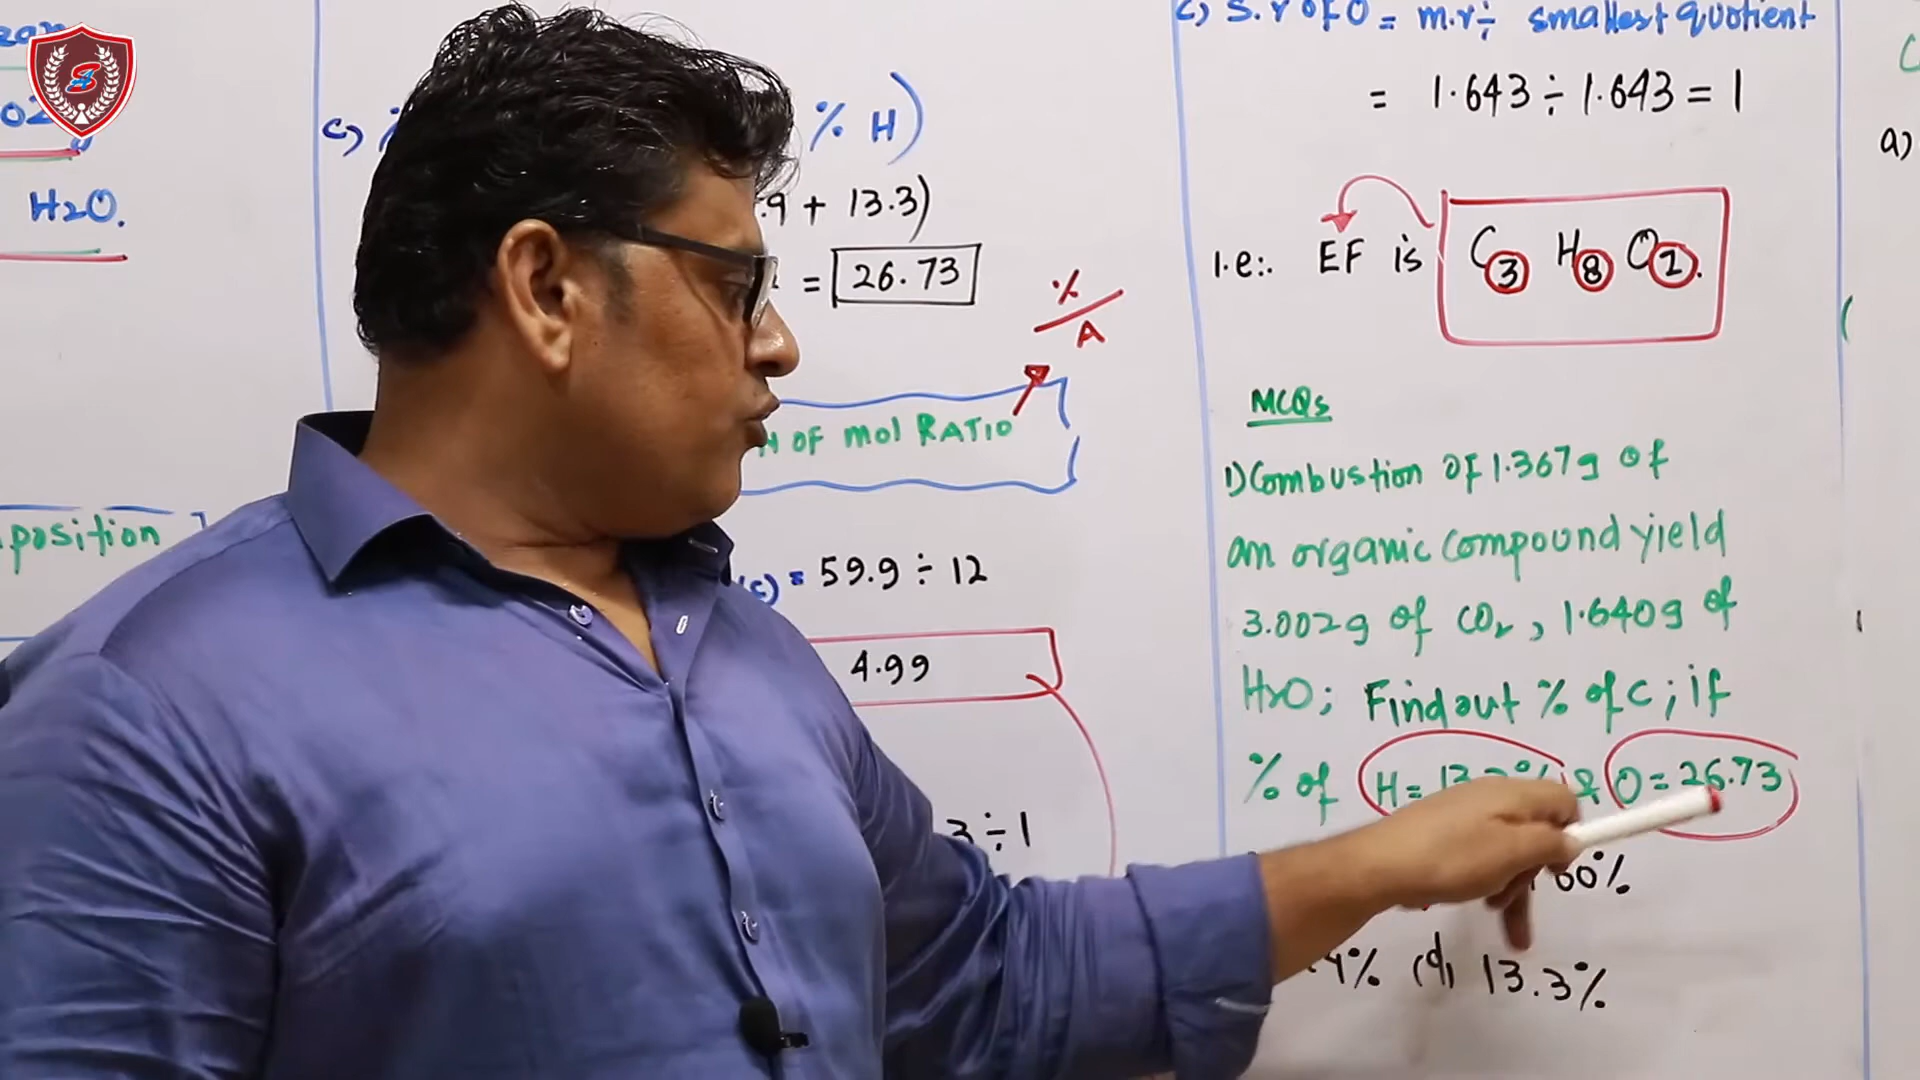 H2O.
position
c)
% H)
.9 + 13.3)
= 26.73
%/A
N OF mol RATIO
(c) = 59.9 ÷ 12
4.99
3 ÷ 1
c) S.r of O = m.r ÷ smallest quotient
= 1.643 ÷ 1.643 = 1
1.e:. EF is C3 H8 O1.
MCQs
1) Combustion of 1.367g of
an organic compound yield
3.002g of CO2, 1.640g of
H2O; Find out % of C; if
% of H = 13.3% & O = 26.73
60%
4% (d) 13.3%
a)